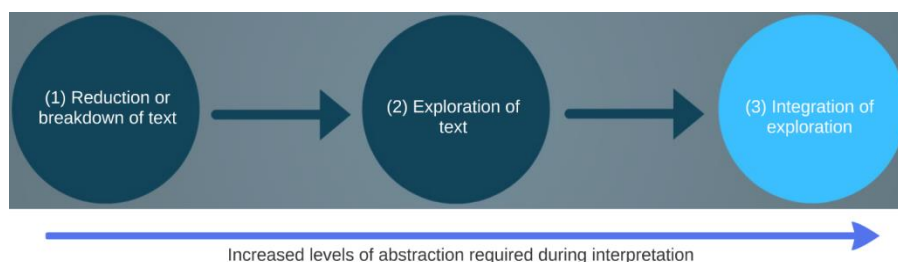 (1) Reduction or
breakdown of text
(2) Exploration of
text
(3) Integration of
exploration
Increased levels of abstraction required during interpretation